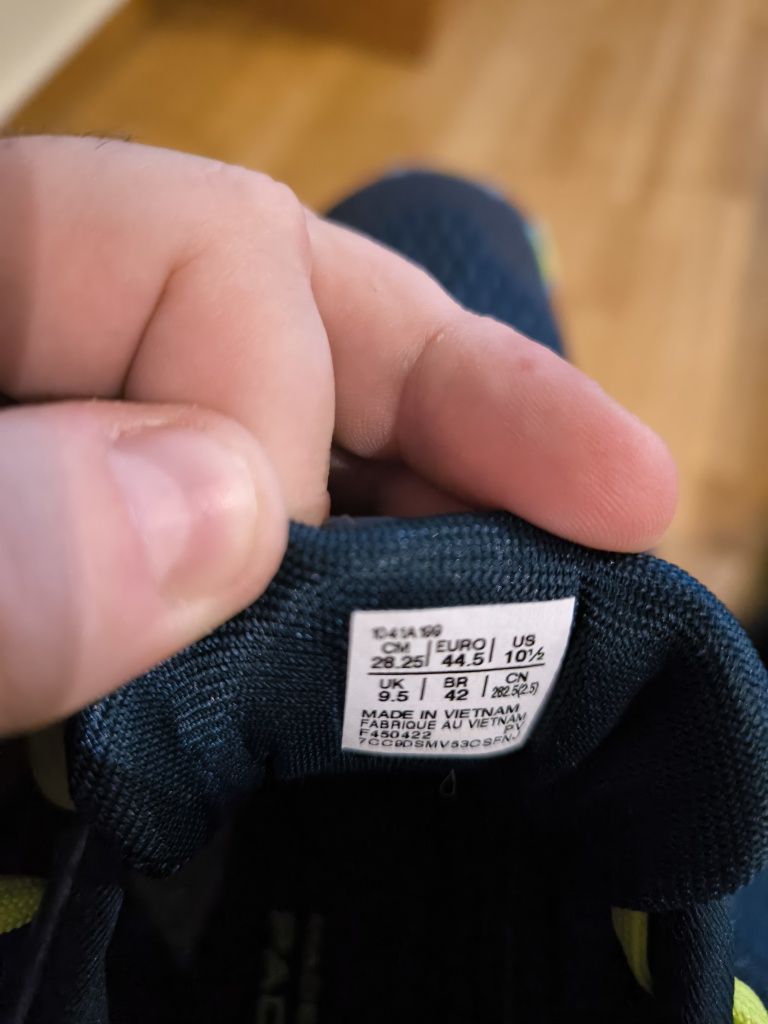 1041A199
CM | EURO | US
28.25 | 44.5 | 10½
UK | BR | CN
9.5 | 42 | 282.5(2.5)
MADE IN VIETNAM
FABRIQUE AU VIETNAM
F450422 PV